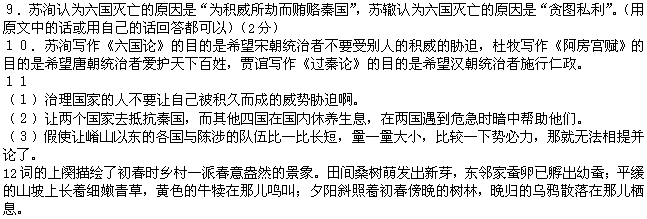 9．苏洵认为六国灭亡的原因是“为积威所劫而贿赂秦国”，苏辙认为六国灭亡的原因是“贪图私利”。（用
原文中的话或用自己的话回答都可以）（2分）
10．苏洵写作《六国论》的目的是希望宋朝统治者不要受别人的积威的胁迫，杜牧写作《阿房宫赋》的
目的是希望唐朝统治者爱护天下百姓，贾谊写作《过秦论》的目的是希望汉朝统治者施行仁政。
11
（1）治理国家的人不要让自己被积久而成的威势胁迫啊。
（2）让两个国家去抵抗秦国，而其他四国在国内休养生息，在两国遇到危急时暗中帮助他们。
（3）假使让崤山以东的各国与陈涉的队伍比一比长短，量一量大小，比较一下势必力，那就无法相提并
论了。
12词的上阕描绘了初春时乡村一派春意盎然的景象。田间桑树萌发出新芽，东邻家蚕卵已孵出幼蚕；平缓
的山坡上长着细嫩青草，黄色的牛犊在那儿鸣叫；夕阳斜照着初春傍晚的树林，晚归的乌鸦散落在那儿栖
息。